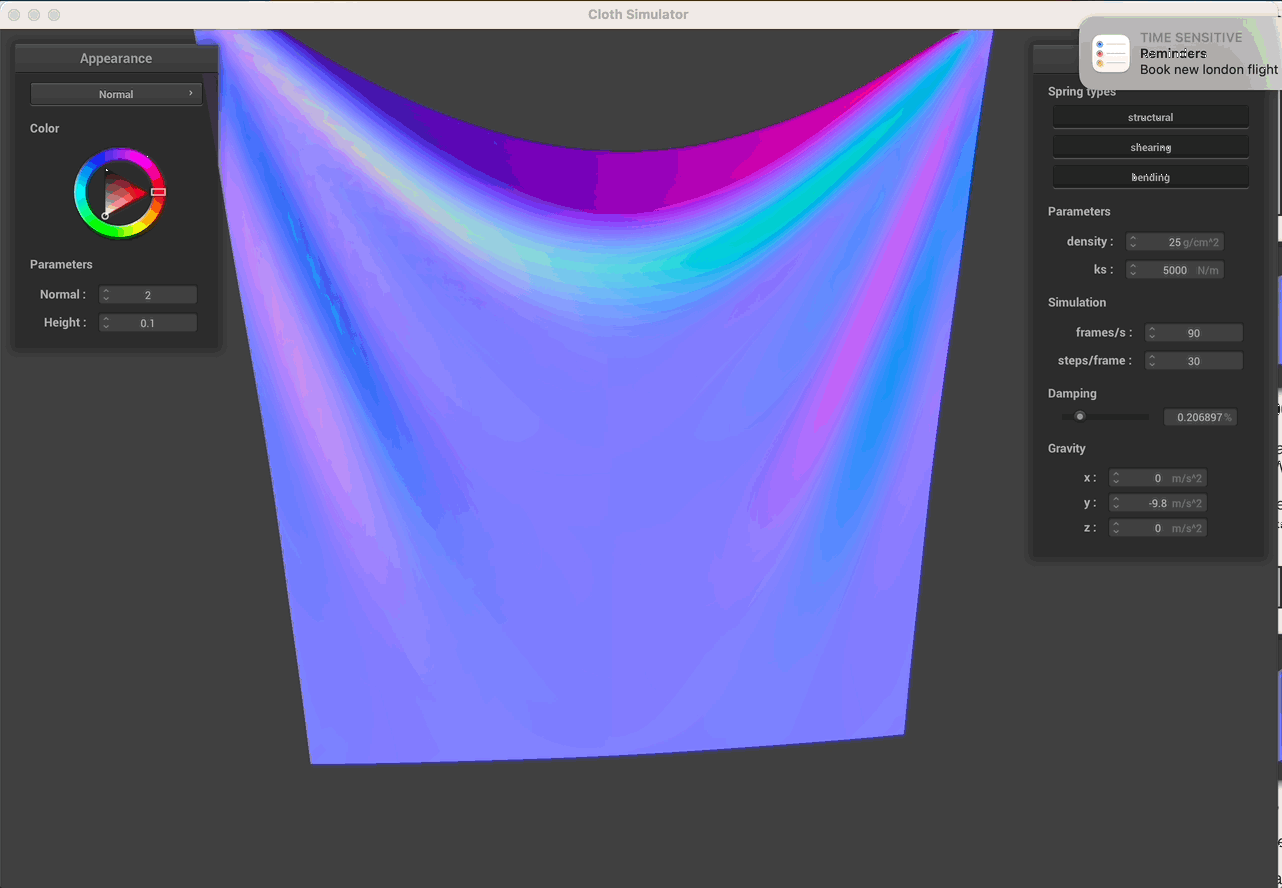 Cloth Simulator
TIME SENSITIVE
Reminders
Book new london flight
Appearance
Normal
Color
Parameters
Normal : 2
Height : 0.1
Spring types
structural
shearing
bending
Parameters
density : 25 g/cm^2
ks : 5000 N/m
Simulation
frames/s : 90
steps/frame : 30
Damping
0.206897 %
Gravity
x : 0 m/s^2
y : -9.8 m/s^2
z : 0 m/s^2